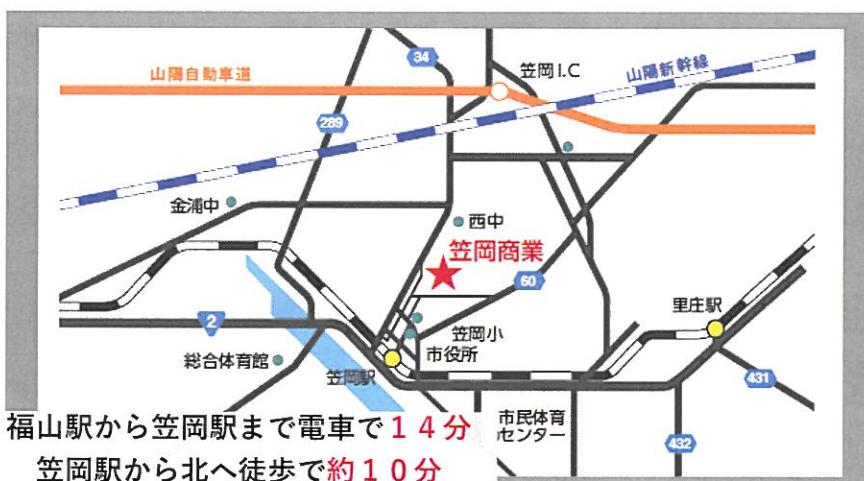 34
笠岡I.C
山陽新幹線
山陽自動車道
289
金浦中
西中
笠岡商業
60
里庄駅
2
笠岡小
市役所
総合体育館
笠岡駅
431
市民体育
センター
432
福山駅から笠岡駅まで電車で14分
笠岡駅から北へ徒歩で約10分